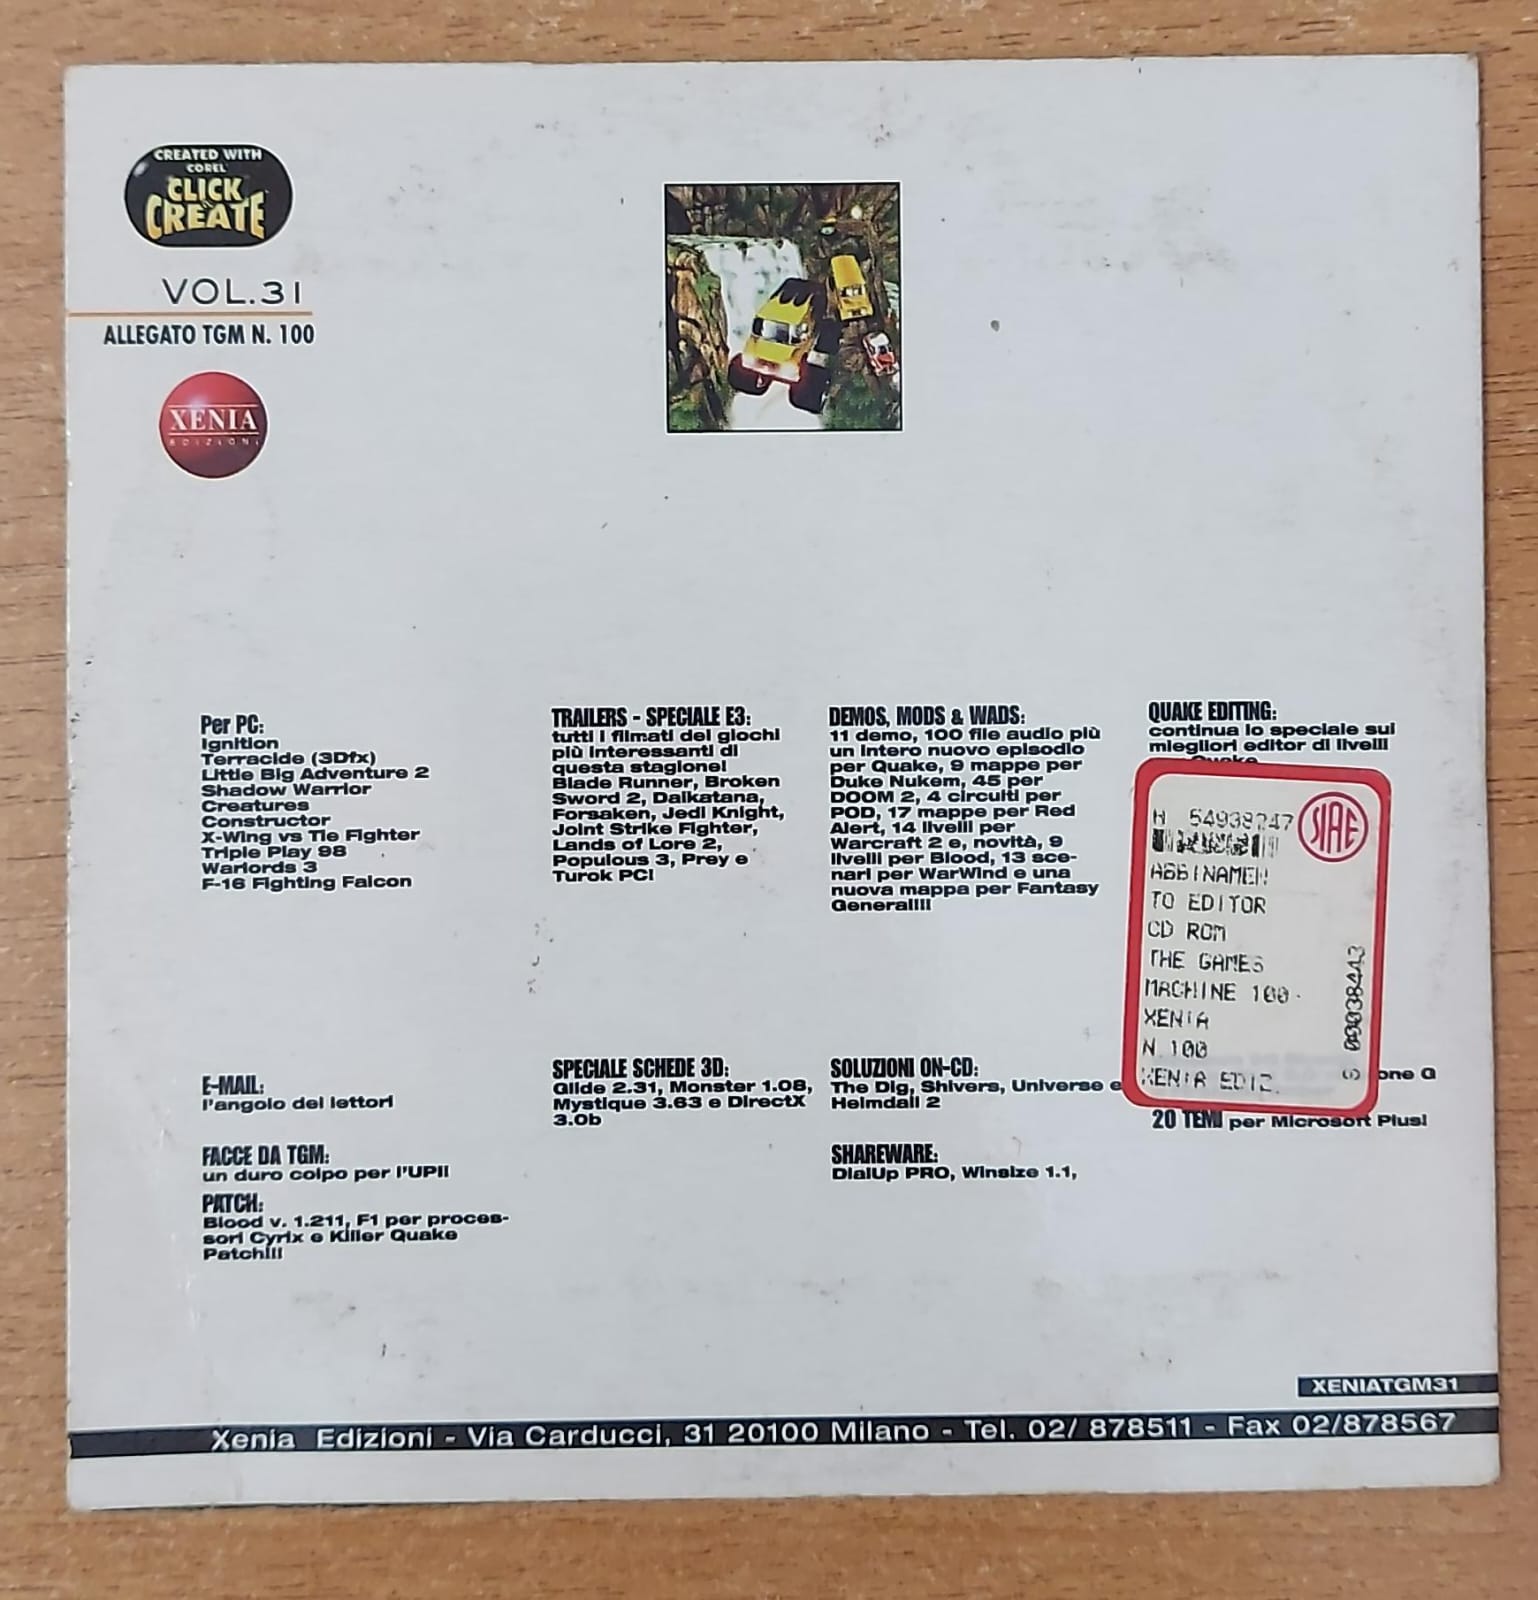 CREATED WITH
COREL
CLICK
&
CREATE
VOL.31
ALLEGATO TGM N. 100
XENIA
EDIZIONI
Per PC:
Ignition
Terracide (3Dfx)
Little Big Adventure 2
Shadow Warrior
Creatures
Constructor
X-Wing vs Tie Fighter
Triple Play 98
Warlords 3
F-16 Fighting Falcon
TRAILERS - SPECIALE E3:
tutti i filmati dei giochi
più interessanti di
questa stagione!
Blade Runner, Broken
Sword 2, Daikatana,
Forsaken, Jedi Knight,
Joint Strike Fighter,
Lands of Lore 2,
Populous 3, Prey e
Turok PC!
DEMOS, MODS & WADS:
11 demo, 100 file audio più
un intero nuovo episodio
per Quake, 9 mappe per
Duke Nukem, 45 per
DOOM 2, 4 circuiti per
POD, 17 mappe per Red
Alert, 14 livelli per
Warcraft 2 e, novità, 9
livelli per Blood, 13 sce-
nari per WarWind e una
nuova mappa per Fantasy
General!!!
QUAKE EDITING:
continua lo speciale sui
miegliori editor di livelli
Quake
H 54938247
SIAE
ABBINAMEN
TO EDITOR
CD ROM
THE GAMES
MACHINE 100-
XENIA
N.100
XENIA EDIZ.
00038443
E-MAIL:
l'angolo dei lettori
FACCE DA TGM:
un duro colpo per l'UPI!
PATCH:
Blood v. 1.211, F1 per proces-
sori Cyrix e Killer Quake
Patch!!!
SPECIALE SCHEDE 3D:
Glide 2.31, Monster 1.08,
Mystique 3.63 e DirectX
3.0b
SOLUZIONI ON-CD:
The Dig, Shivers, Universe e
Heimdall 2
SHAREWARE:
DialUp PRO, Winsize 1.1,
one G
20 TEMI per Microsoft Plus!
XENIATGM31
Xenia Edizioni - Via Carducci, 31 20100 Milano - Tel. 02/ 878511 - Fax 02/878567